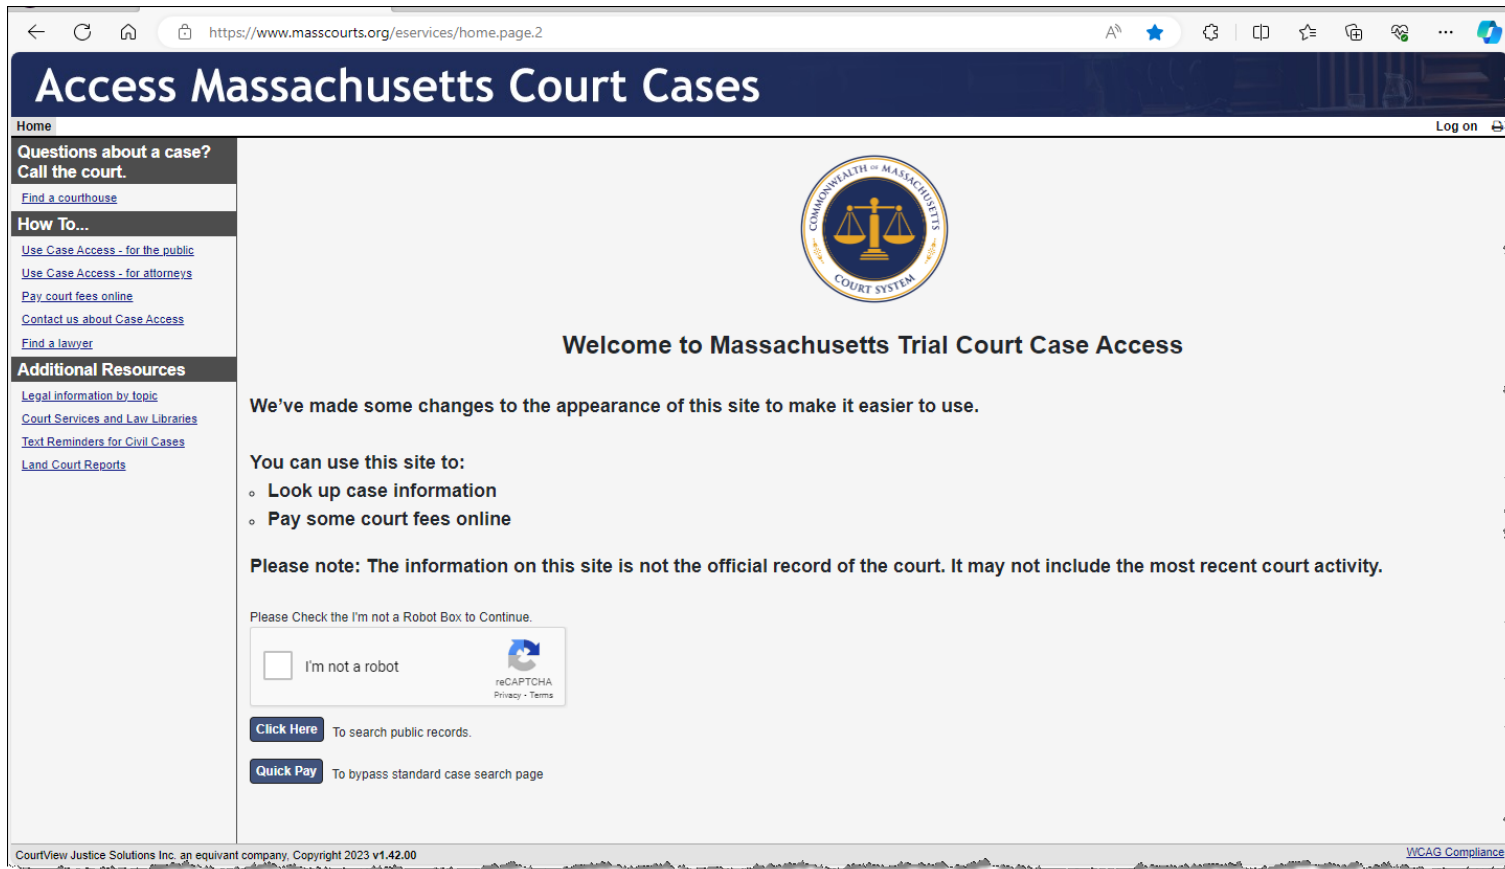 https://www.masscourts.org/eservices/home.page.2
Access Massachusetts Court Cases
Home
Log on
Questions about a case?
Call the court.
Find a courthouse
How To...
Use Case Access - for the public
Use Case Access - for attorneys
Pay court fees online
Contact us about Case Access
Find a lawyer
Additional Resources
Legal information by topic
Court Services and Law Libraries
Text Reminders for Civil Cases
Land Court Reports
COMMONWEALTH OF MASSACHUSETTS
COURT SYSTEM
Welcome to Massachusetts Trial Court Case Access
We've made some changes to the appearance of this site to make it easier to use.
You can use this site to:
Look up case information
Pay some court fees online
Please note: The information on this site is not the official record of the court. It may not include the most recent court activity.
Please Check the I'm not a Robot Box to Continue.
I'm not a robot
reCAPTCHA
Privacy - Terms
Click Here To search public records.
Quick Pay To bypass standard case search page
CourtView Justice Solutions Inc. an equivant company, Copyright 2023 v1.42.00
WCAG Compliance